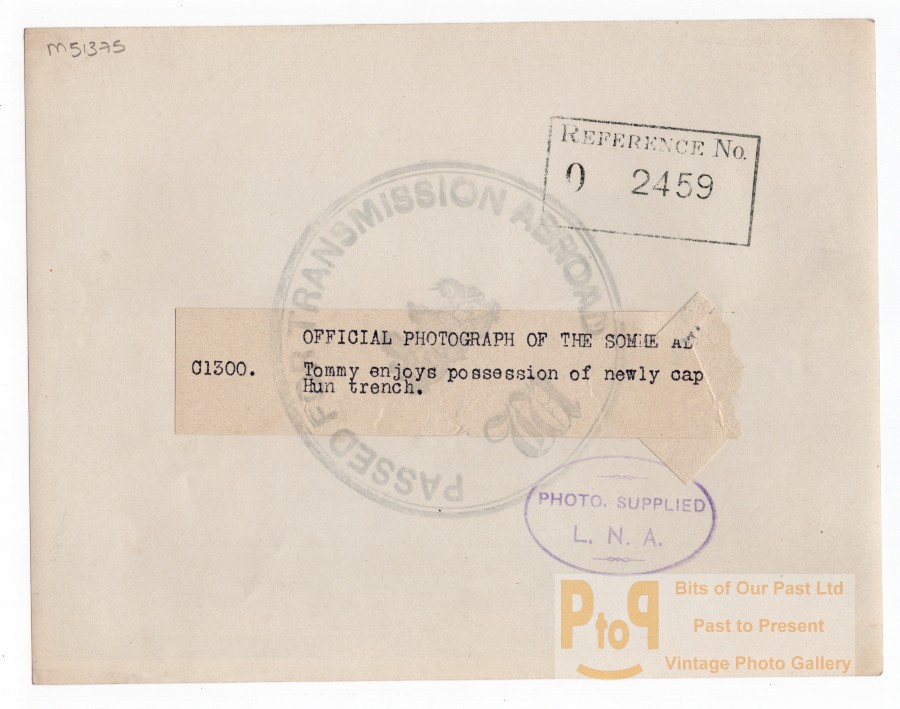 M51375
REFERENCE No.
0 2459
PASSED FOR TRANSMISSION ABROAD
OFFICIAL PHOTOGRAPH OF THE SOMME
C1300. Tommy enjoys possession of newly cap
Hun trench.
PHOTO. SUPPLIED
L. N. A.
PtoP
Bits of Our Past Ltd
Past to Present
Vintage Photo Gallery